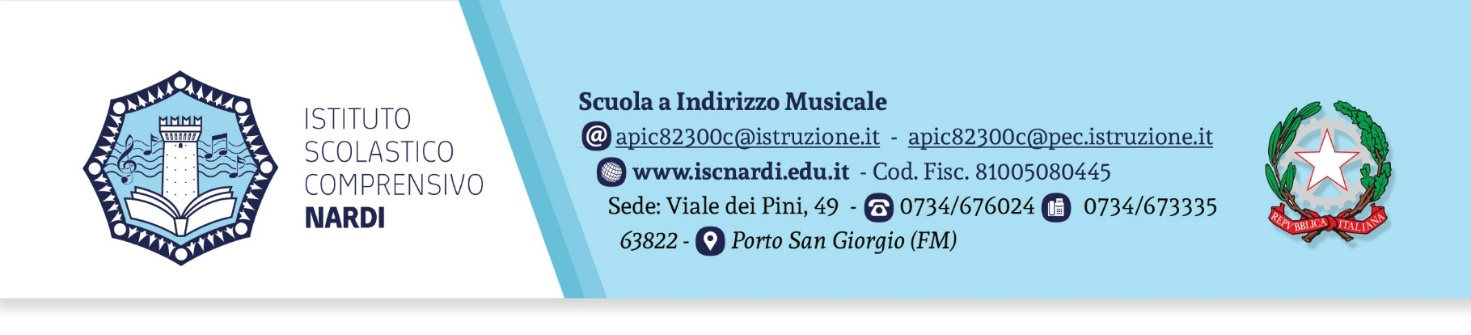 ISTITUTO
SCOLASTICO
COMPRENSIVO
NARDI
Scuola a Indirizzo Musicale
@ apic82300c@istruzione.it - apic82300c@pec.istruzione.it
www.iscnardi.edu.it - Cod. Fisc. 81005080445
Sede: Viale dei Pini, 49 - 0734/676024 0734/673335
63822 - Porto San Giorgio (FM)
REPVBBLICA ITALIANA